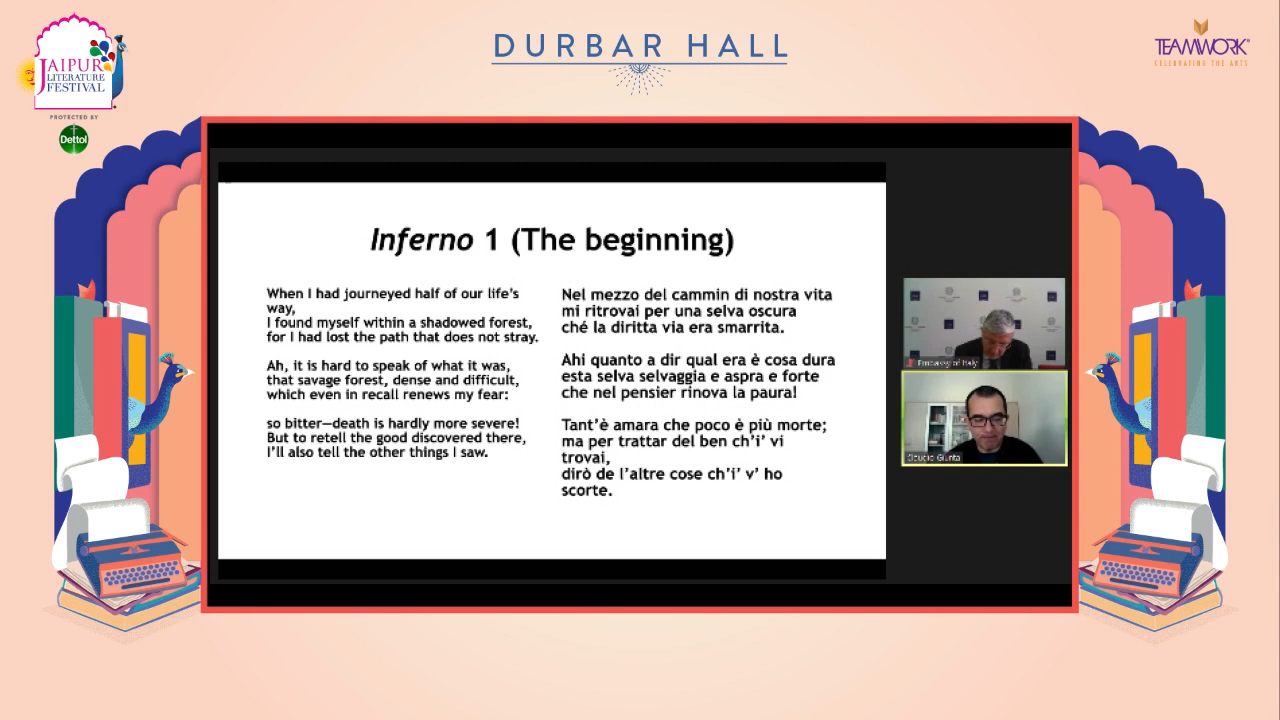 JAIPUR
LITERATURE
FESTIVAL
PROTECTED BY
Dettol
DURBAR HALL
TEAMWORK
CELEBRATING THE ARTS
Inferno 1 (The beginning)
When I had journeyed half of our life's
way,
I found myself within a shadowed forest,
for I had lost the path that does not stray.
Ah, it is hard to speak of what it was,
that savage forest, dense and difficult,
which even in recall renews my fear:
so bitter—death is hardly more severe!
But to retell the good discovered there,
I'll also tell the other things I saw.
Nel mezzo del cammin di nostra vita
mi ritrovai per una selva oscura
ché la diritta via era smarrita.
Ahi quanto a dir qual era è cosa dura
esta selva selvaggia e aspra e forte
che nel pensier rinova la paura!
Tant'è amara che poco è più morte;
ma per trattar del ben ch'i' vi
trovai,
dirò de l'altre cose ch'i' v' ho
scorte.
Embassy of Italy
Claudio Giunta